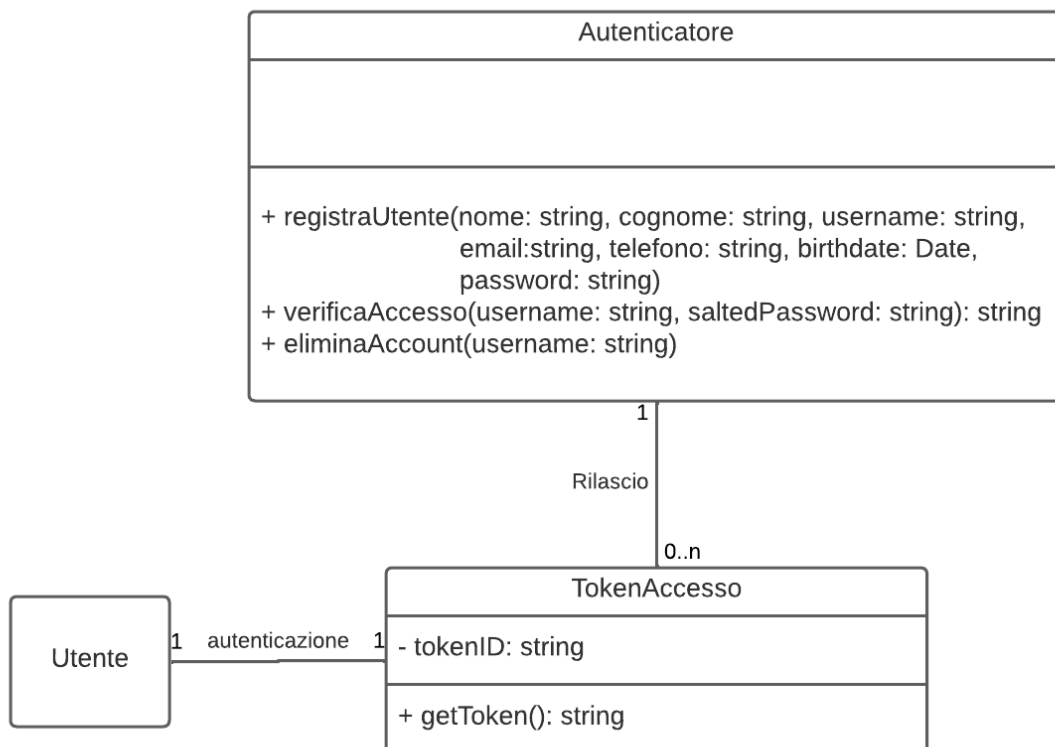 Autenticatore
+ registraUtente(nome: string, cognome: string, username: string,
email:string, telefono: string, birthdate: Date,
password: string)
+ verificaAccesso(username: string, saltedPassword: string): string
+ eliminaAccount(username: string)
1
Rilascio
0..n
TokenAccesso
Utente
1 autenticazione 1
- tokenID: string
+ getToken(): string